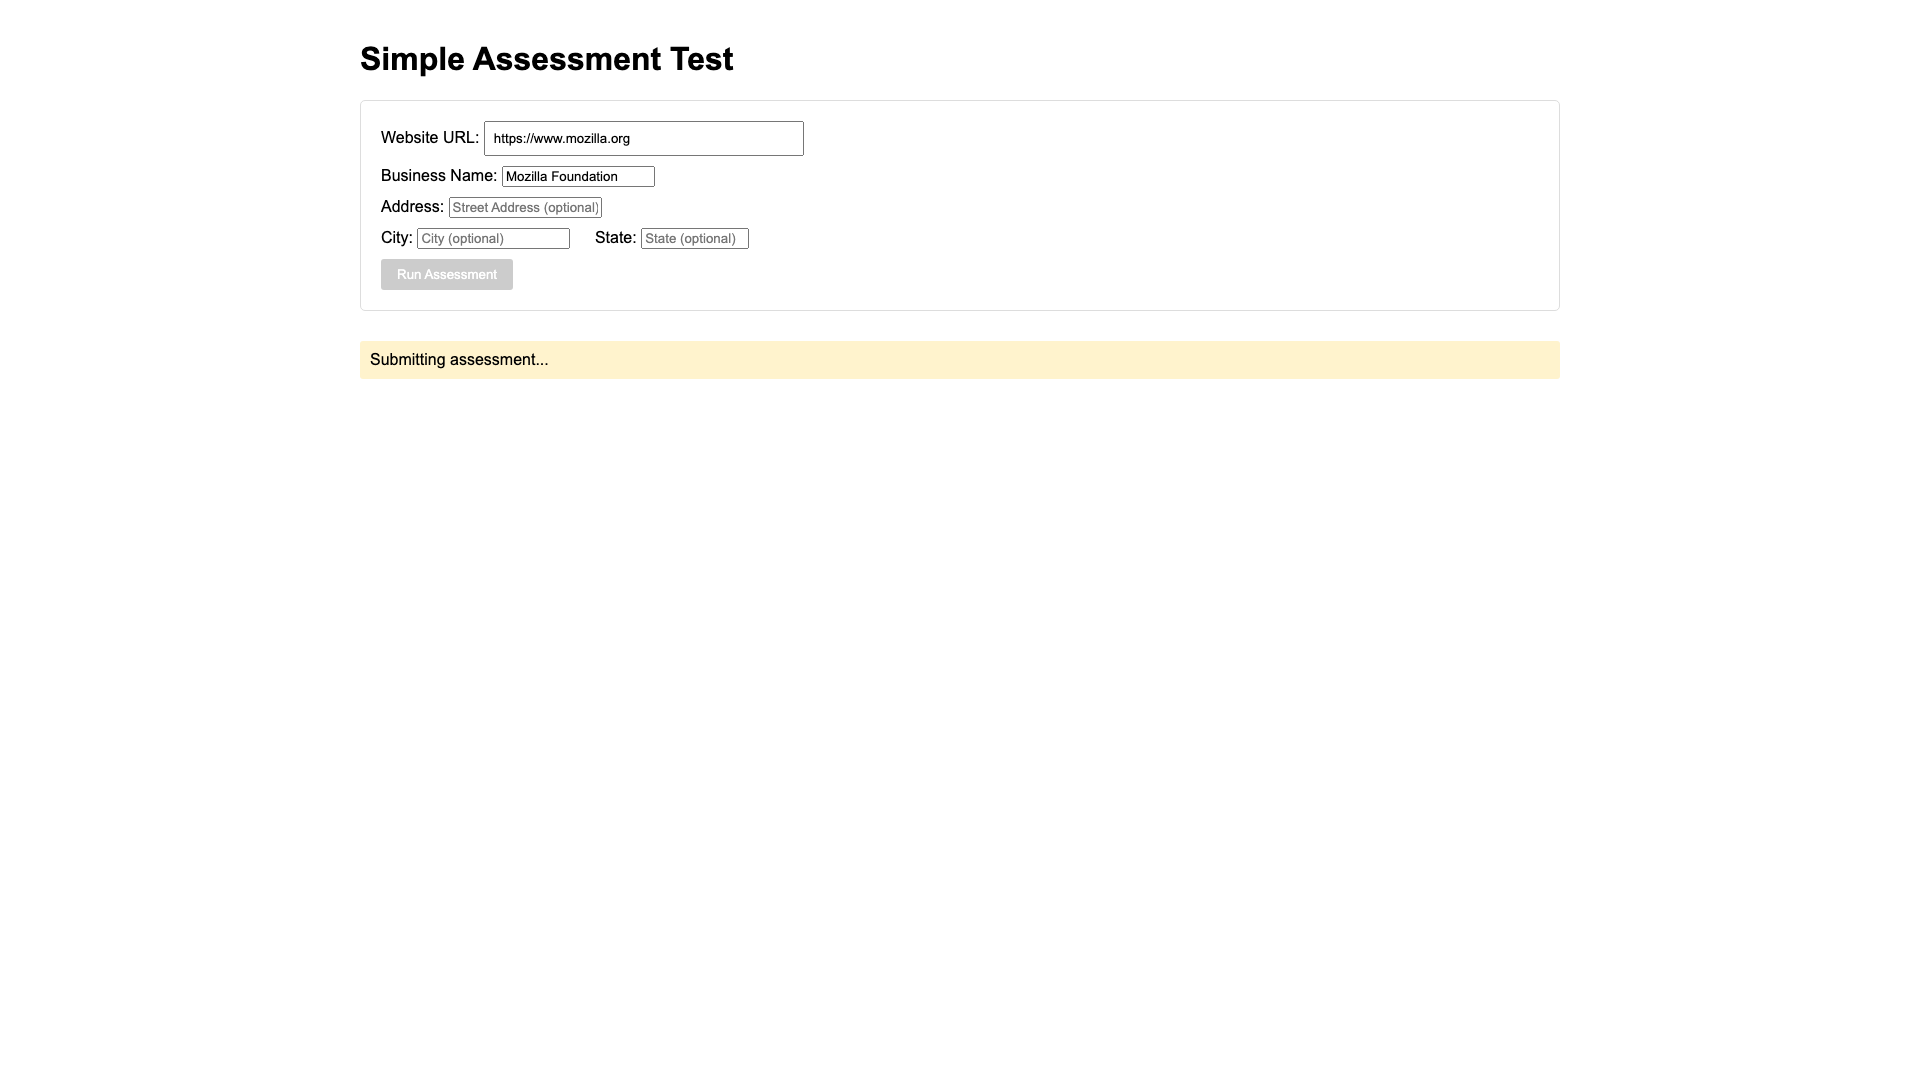 Simple Assessment Test
Website URL: https://www.mozilla.org
Business Name: Mozilla Foundation
Address: Street Address (optional)
City: City (optional) State: State (optional)
Run Assessment
Submitting assessment...